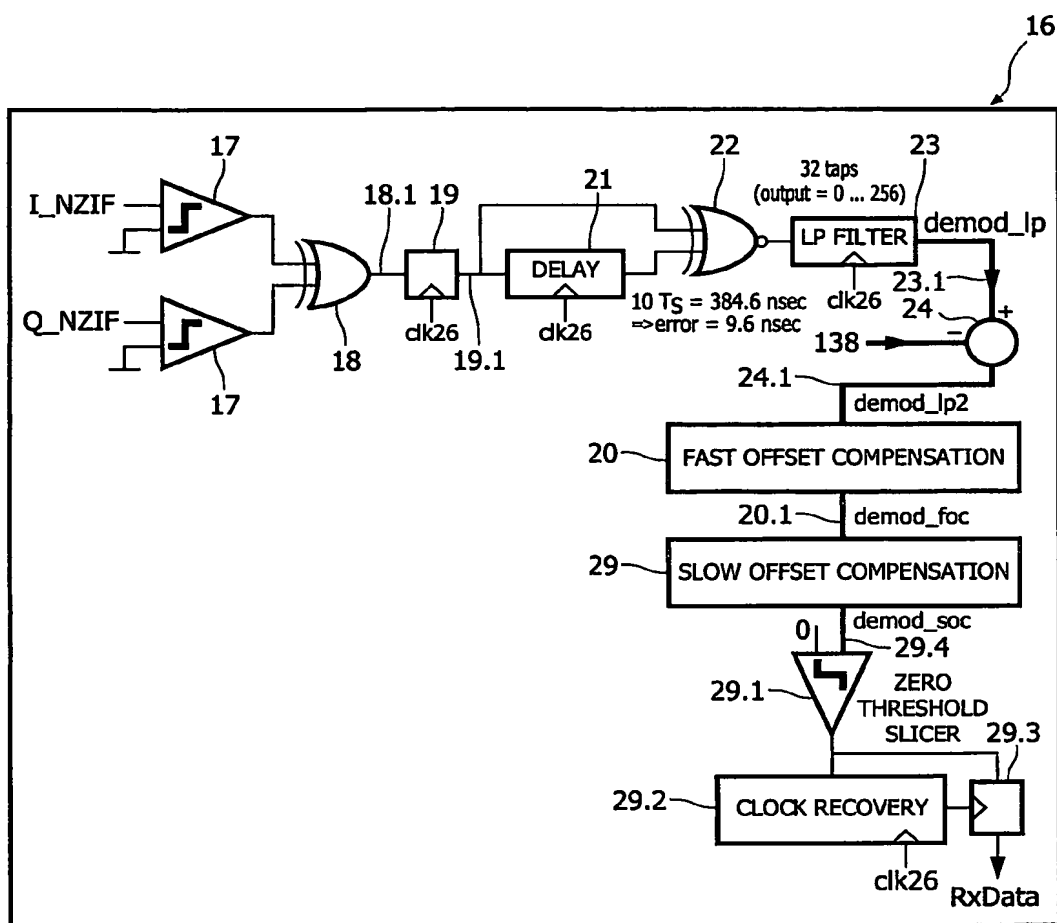 16
17
I_NZIF
18.1
19
21
22
32 taps
(output = 0 ... 256)
23
LP FILTER
demod_lp
DELAY
clk26
clk26
clk26
10 TS = 384.6 nsec
=>error = 9.6 nsec
23.1
24
+
−
138
Q_NZIF
17
18
19.1
24.1
demod_lp2
20
FAST OFFSET COMPENSATION
20.1
demod_foc
29
SLOW OFFSET COMPENSATION
demod_soc
0
29.4
29.1
ZERO
THRESHOLD
SLICER
29.3
29.2
CLOCK RECOVERY
clk26
RxData